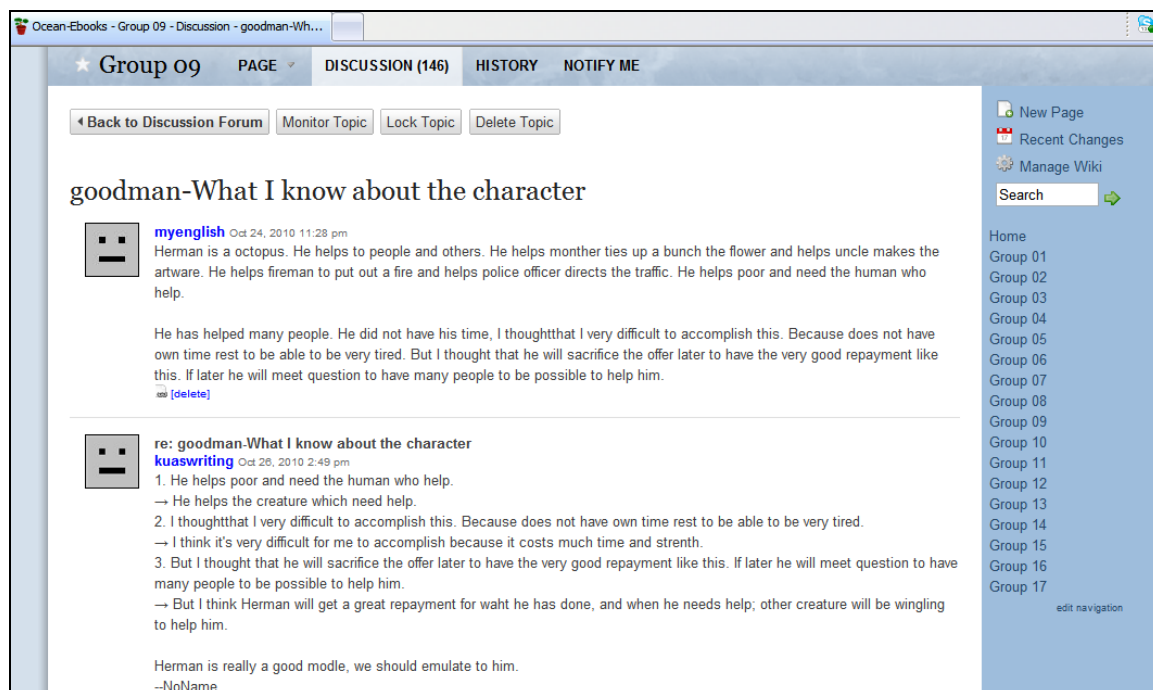 Ocean-Ebooks - Group 09 - Discussion - goodman-Wh...
Group 09 PAGE DISCUSSION (146) HISTORY NOTIFY ME
Back to Discussion Forum Monitor Topic Lock Topic Delete Topic
goodman-What I know about the character
myenglish Oct 24, 2010 11:28 pm
Herman is a octopus. He helps to people and others. He helps monther ties up a bunch the flower and helps uncle makes the
artware. He helps fireman to put out a fire and helps police officer directs the traffic. He helps poor and need the human who
help.
He has helped many people. He did not have his time, I thoughtthat I very difficult to accomplish this. Because does not have
own time rest to be able to be very tired. But I thought that he will sacrifice the offer later to have the very good repayment like
this. If later he will meet question to have many people to be possible to help him.
[delete]
re: goodman-What I know about the character
kuaswriting Oct 26, 2010 2:49 pm
1. He helps poor and need the human who help.
→ He helps the creature which need help.
2. I thoughtthat I very difficult to accomplish this. Because does not have own time rest to be able to be very tired.
→ I think it's very difficult for me to accomplish because it costs much time and strenth.
3. But I thought that he will sacrifice the offer later to have the very good repayment like this. If later he will meet question to have
many people to be possible to help him.
→ But I think Herman will get a great repayment for waht he has done, and when he needs help; other creature will be wingling
to help him.
Herman is really a good modle, we should emulate to him.
--NoName
New Page
Recent Changes
Manage Wiki
Search
Home
Group 01
Group 02
Group 03
Group 04
Group 05
Group 06
Group 07
Group 08
Group 09
Group 10
Group 11
Group 12
Group 13
Group 14
Group 15
Group 16
Group 17
edit navigation